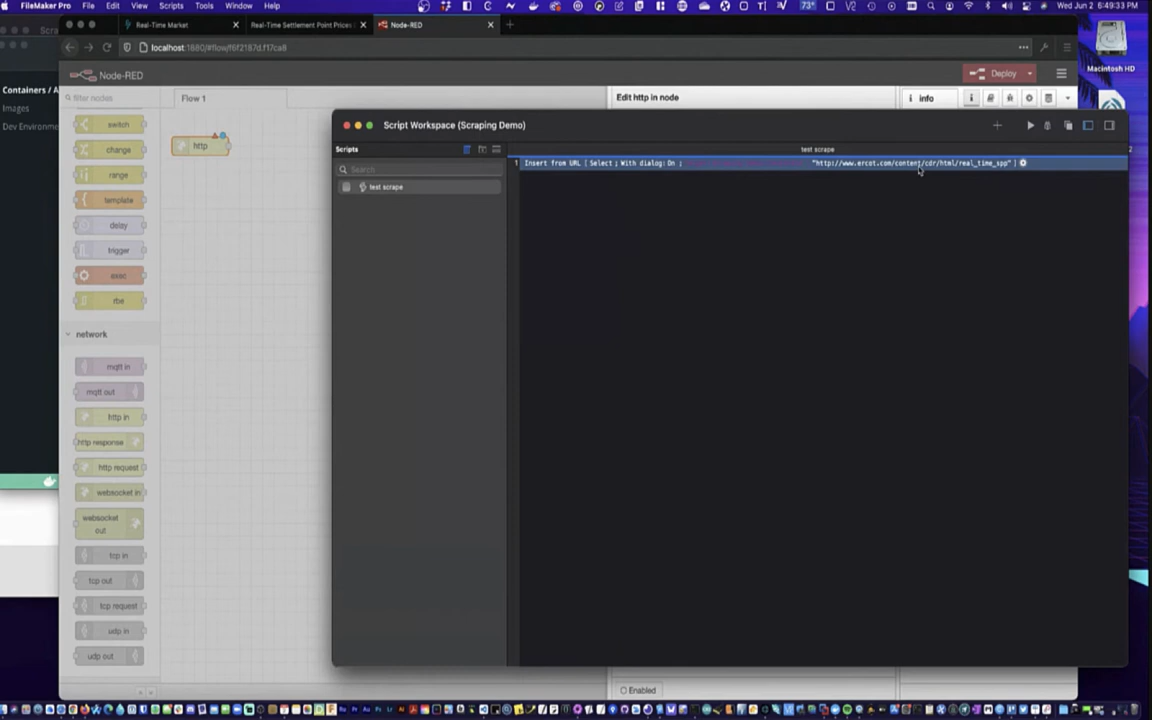 FileMaker Pro File Edit View Scripts Tools Window Help 73° Wed Jun 2 6:49:33 PM
Real-Time Market Real-Time Settlement Point Prices Node-RED
localhost:1880/#flow/f6f2187d.f17ca8
Node-RED Deploy
filter nodes Flow 1 Edit http in node info
Macintosh HD
Containers / A
Images
Dev Environme
switch
change
range
template
delay
trigger
exec
rbe
network
mqtt in
mqtt out
http in
http response
http request
websocket in
websocket
out
tcp in
tcp out
tcp request
udp in
udp out
http
Script Workspace (Scraping Demo)
Scripts
Search
test scrape
test scrape
1 Insert from URL [ Select ; With dialog: On ; "http://www.ercot.com/content/cdr/html/real_time_spp" ]
Enabled